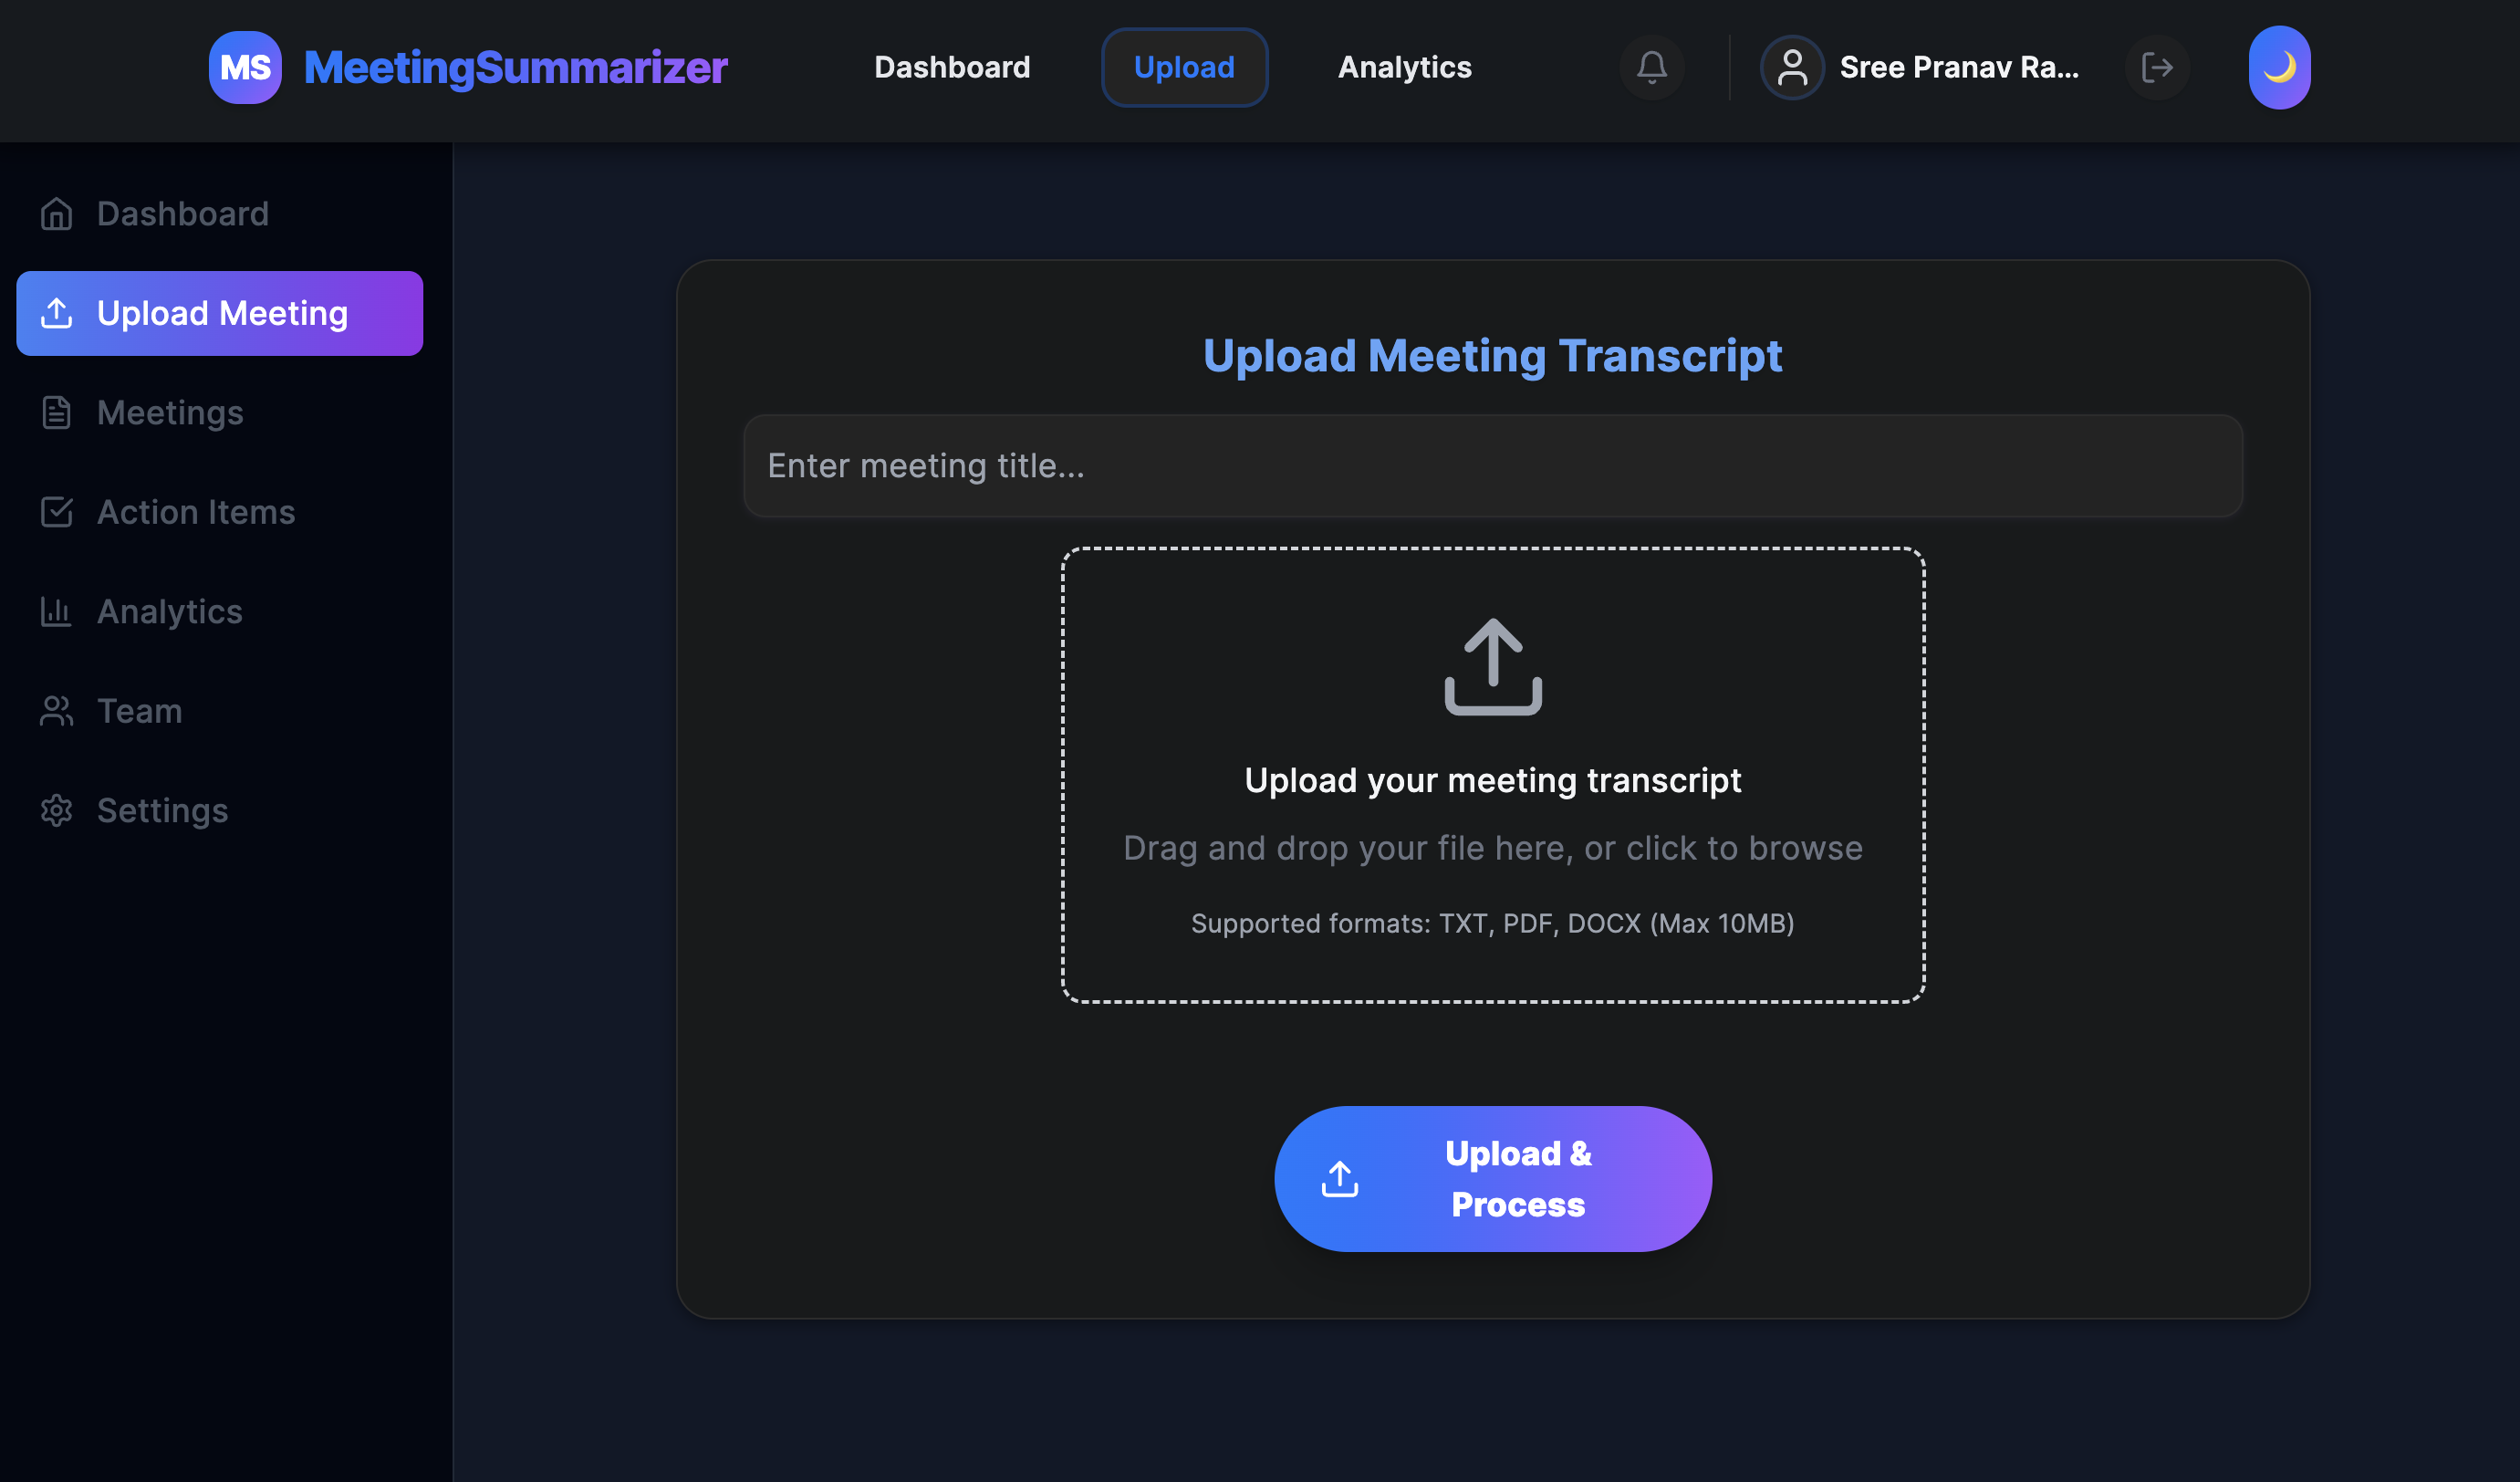 MS MeetingSummarizer
Dashboard
Upload
Analytics
Sree Pranav Ra...
Dashboard
Upload Meeting
Meetings
Action Items
Analytics
Team
Settings
Upload Meeting Transcript
Enter meeting title...
Upload your meeting transcript
Drag and drop your file here, or click to browse
Supported formats: TXT, PDF, DOCX (Max 10MB)
Upload &
Process